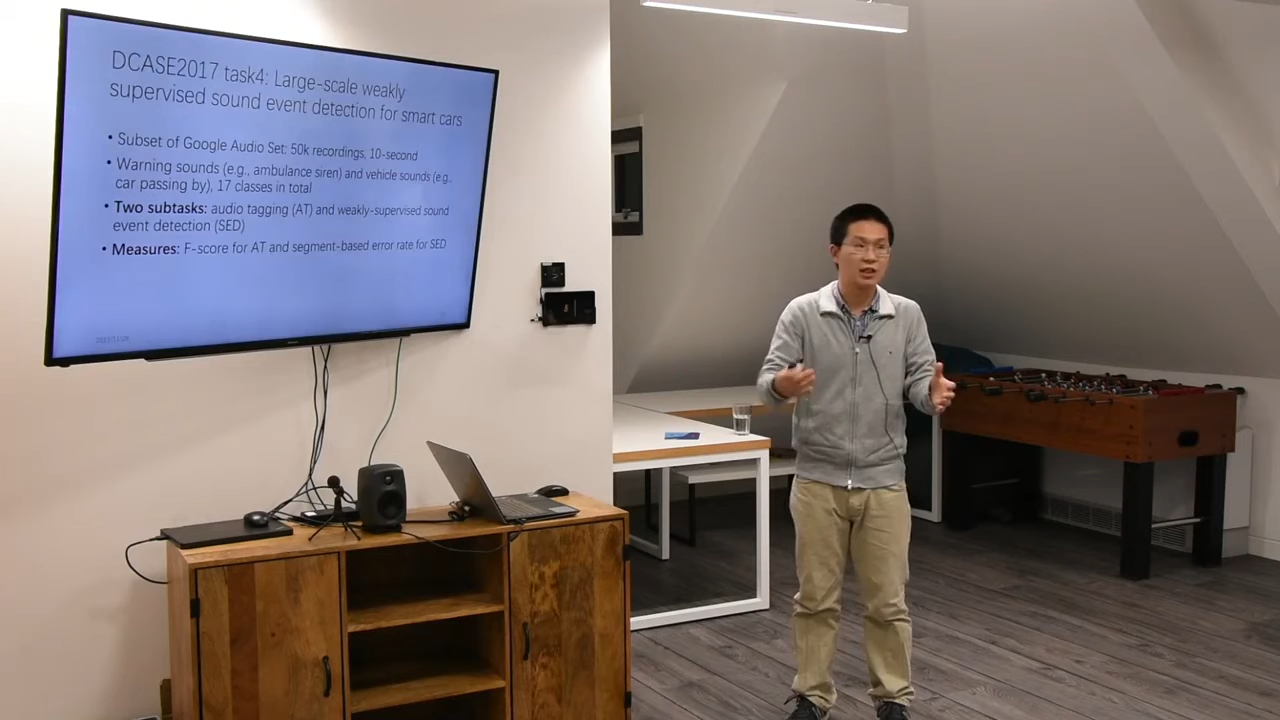 DCASE2017 task4: Large-scale weakly
supervised sound event detection for smart cars
• Subset of Google Audio Set: 50k recordings, 10-second
• Warning sounds (e.g., ambulance siren) and vehicle sounds (e.g.,
car passing by), 17 classes in total
• Two subtasks: audio tagging (AT) and weakly-supervised sound
event detection (SED)
• Measures: F-score for AT and segment-based error rate for SED